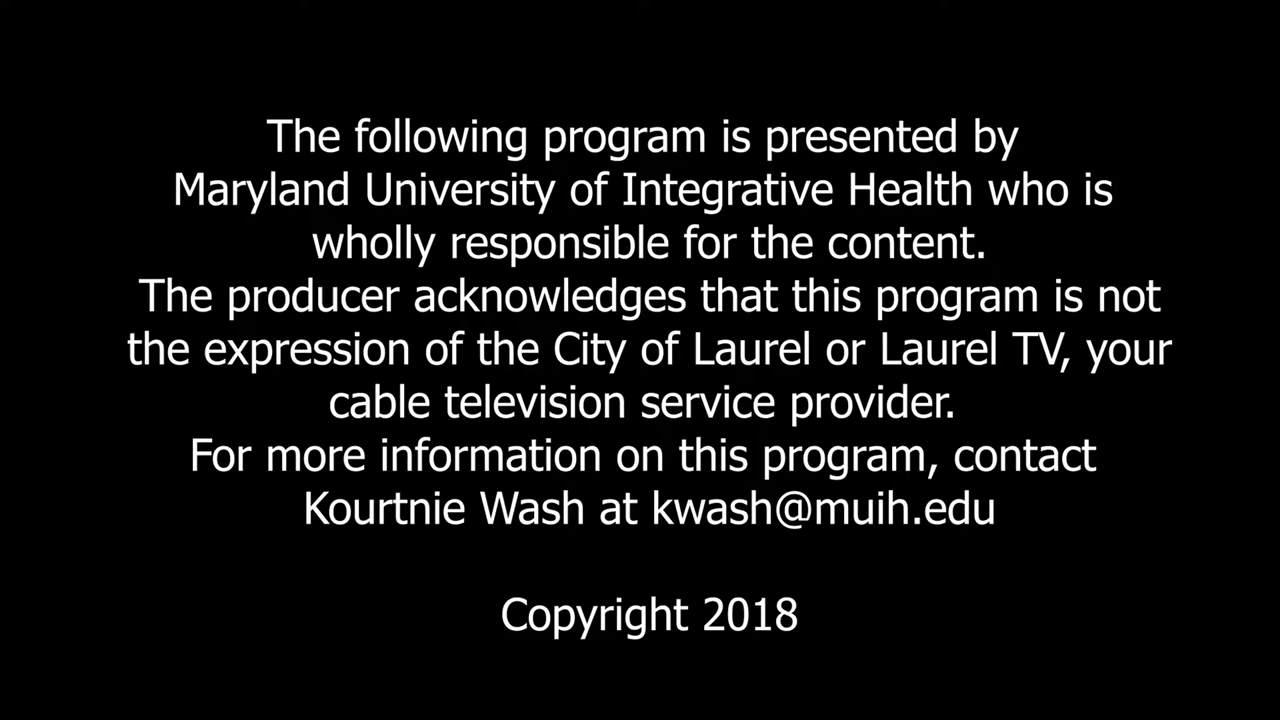 The following program is presented by
Maryland University of Integrative Health who is
wholly responsible for the content.
The producer acknowledges that this program is not
the expression of the City of Laurel or Laurel TV, your
cable television service provider.
For more information on this program, contact
Kourtnie Wash at kwash@muih.edu
Copyright 2018